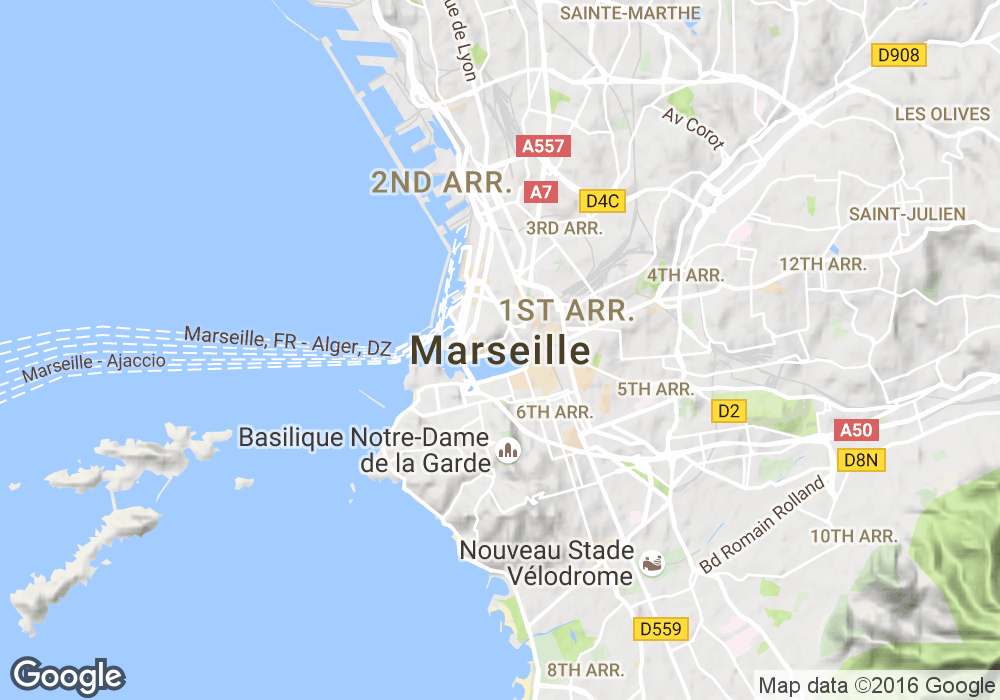 SAINTE-MARTHE
ue de Lyon
D908
LES OLIVES
Av Corot
A557
2ND ARR.
A7
D4C
SAINT-JULIEN
3RD ARR.
12TH ARR.
4TH ARR.
1ST ARR.
Marseille, FR - Alger, DZ
Marseille
Marseille - Ajaccio
5TH ARR.
6TH ARR.
D2
A50
Basilique Notre-Dame
de la Garde
D8N
Bd Romain Rolland
10TH ARR.
Nouveau Stade
Vélodrome
D559
8TH ARR.
Google
Map data ©2016 Google